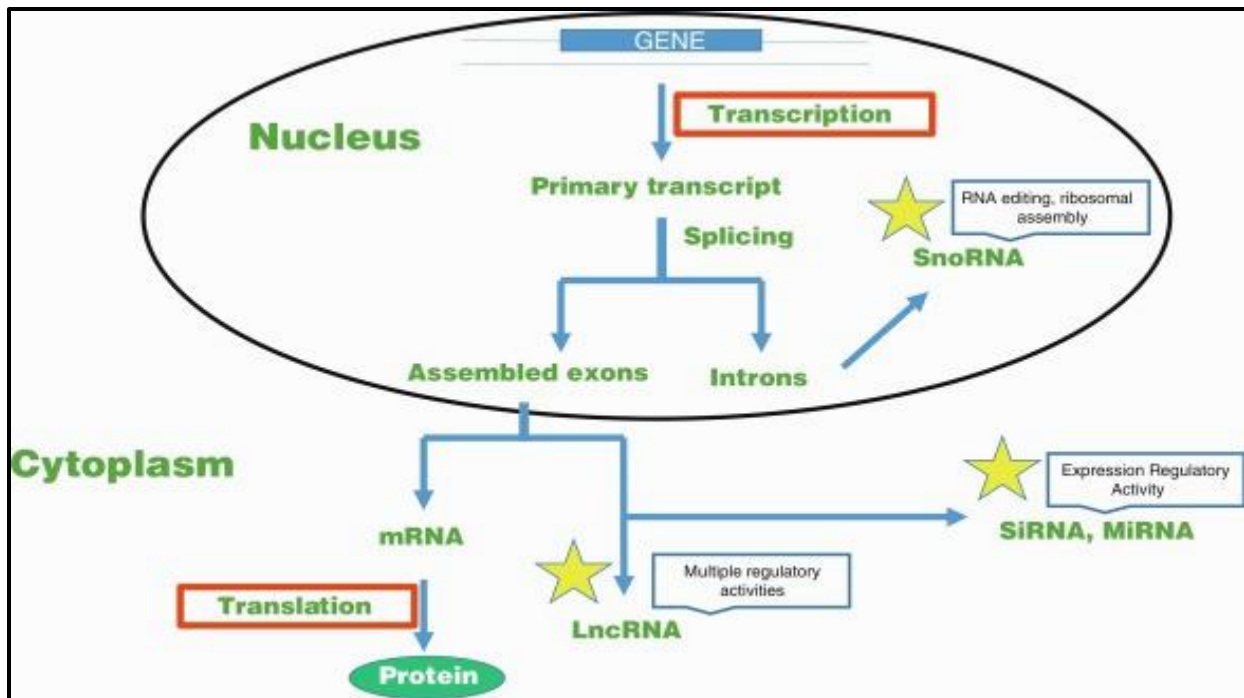 GENE
Transcription
Nucleus
Primary transcript
RNA editing, ribosomal
assembly
Splicing
SnoRNA
Assembled exons
Introns
Cytoplasm
Expression Regulatory
Activity
SiRNA, MiRNA
mRNA
Multiple regulatory
activities
Translation
LncRNA
Protein